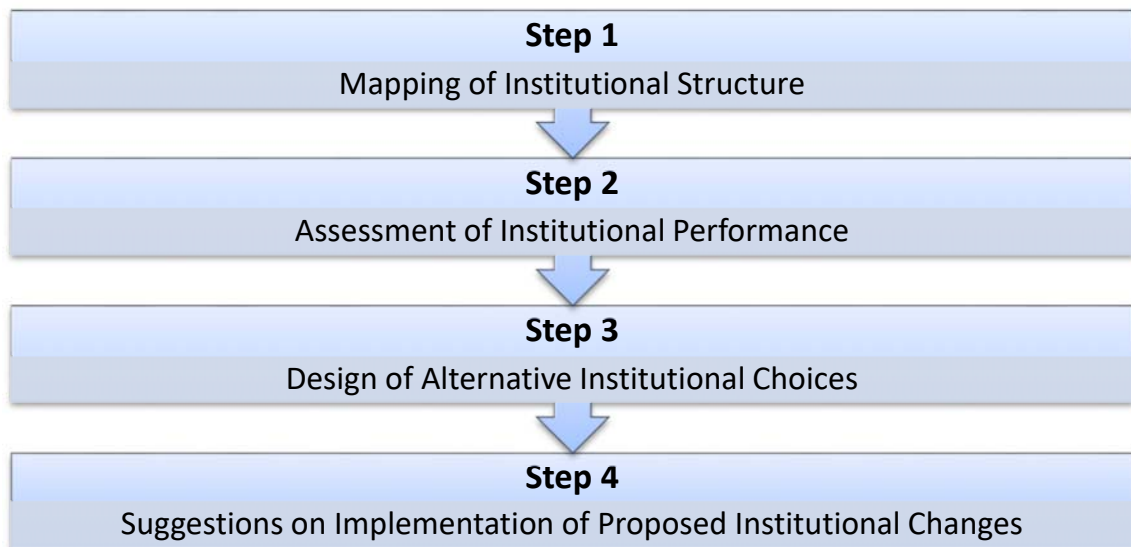 Step 1
Mapping of Institutional Structure
Step 2
Assessment of Institutional Performance
Step 3
Design of Alternative Institutional Choices
Step 4
Suggestions on Implementation of Proposed Institutional Changes